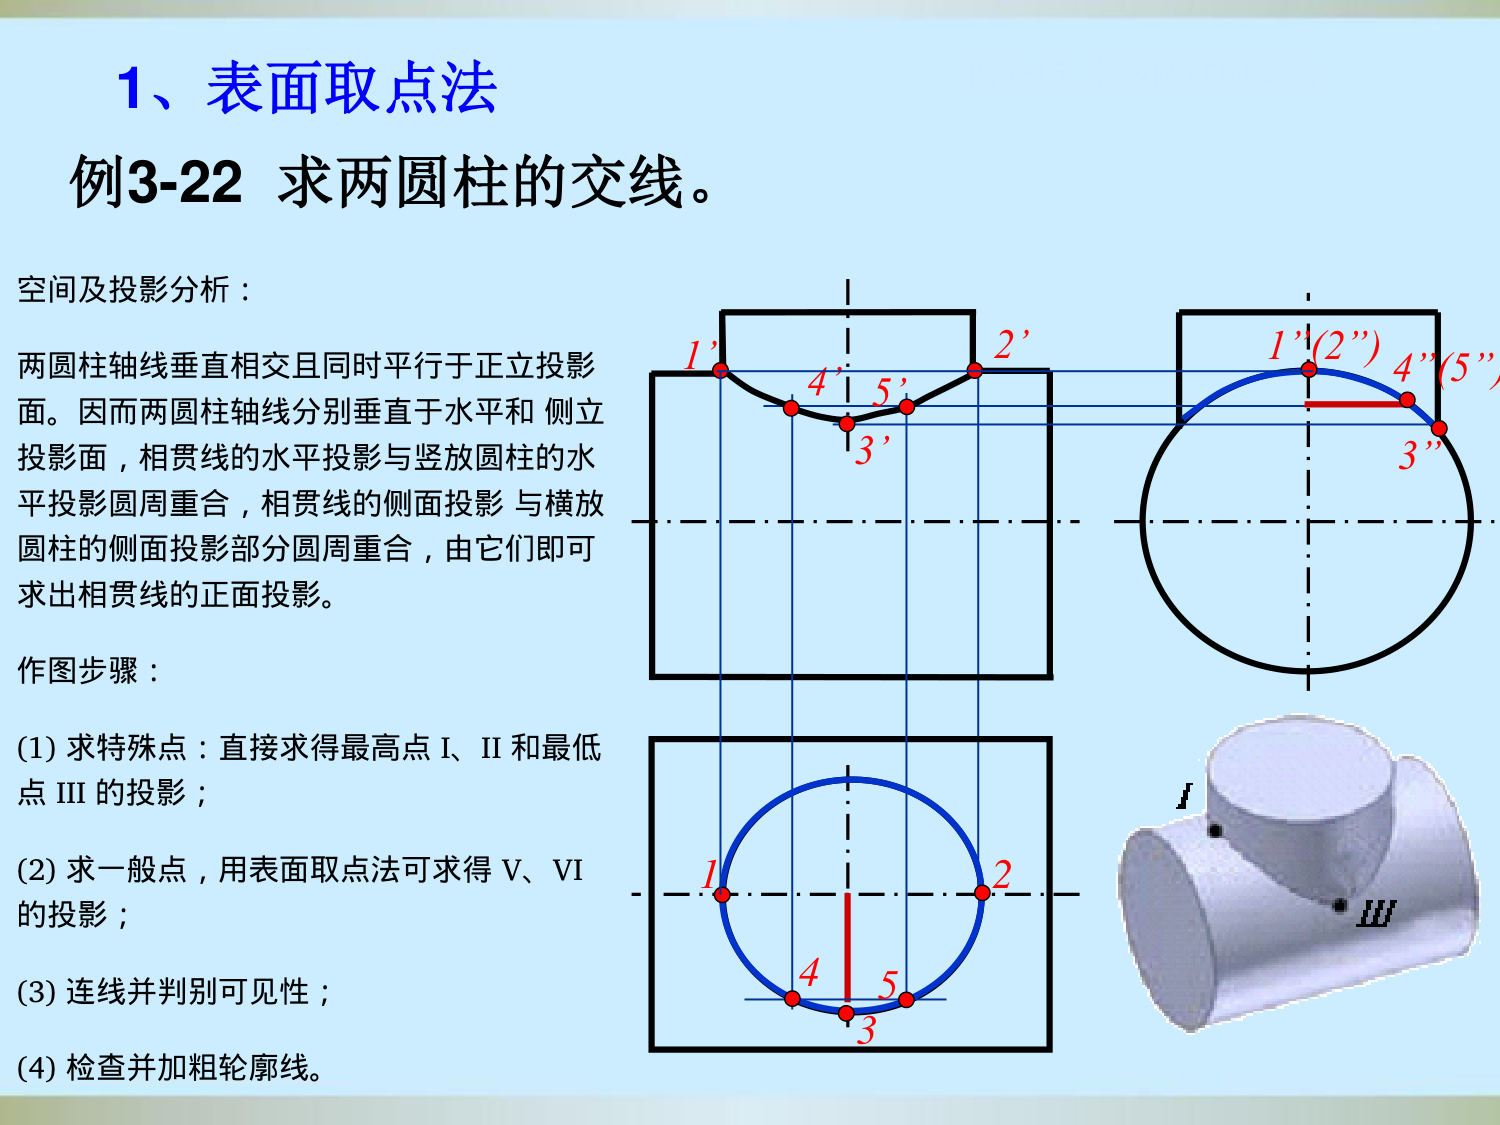 1、表面取点法
例3-22 求两圆柱的交线。
空间及投影分析：
两圆柱轴线垂直相交且同时平行于正立投影
面。因而两圆柱轴线分别垂直于水平和 侧立
投影面，相贯线的水平投影与竖放圆柱的水
平投影圆周重合，相贯线的侧面投影 与横放
圆柱的侧面投影部分圆周重合，由它们即可
求出相贯线的正面投影。
作图步骤：
(1) 求特殊点：直接求得最高点 I、II 和最低
点 III 的投影；
(2) 求一般点，用表面取点法可求得 V、VI
的投影；
(3) 连线并判别可见性；
(4) 检查并加粗轮廓线。
1’
2’
4’
5’
3’
1”(2”)
4”(5”)
3”
1
2
4
5
3
I
III